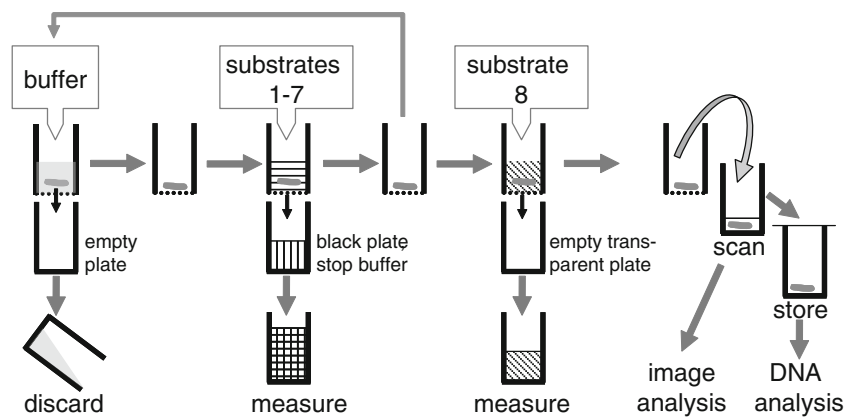 buffer
substrates
1-7
substrate
8
empty
plate
black plate,
stop buffer
empty trans-
parent plate
scan
store
discard
measure
measure
image
analysis
DNA
analysis